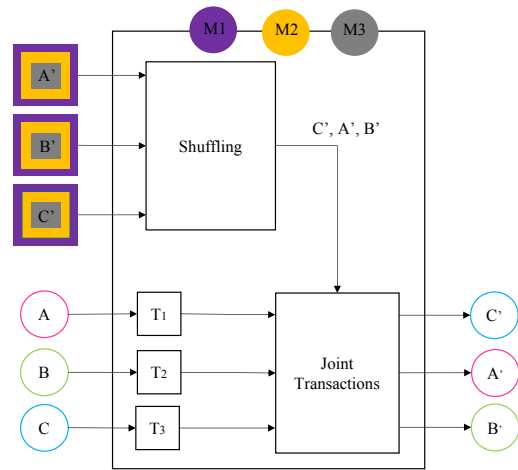 M1 M2 M3
A’
B’
C’
Shuffling
C’, A’, B’
A
T1
B
T2
C
T3
Joint
Transactions
C’
A’
B’